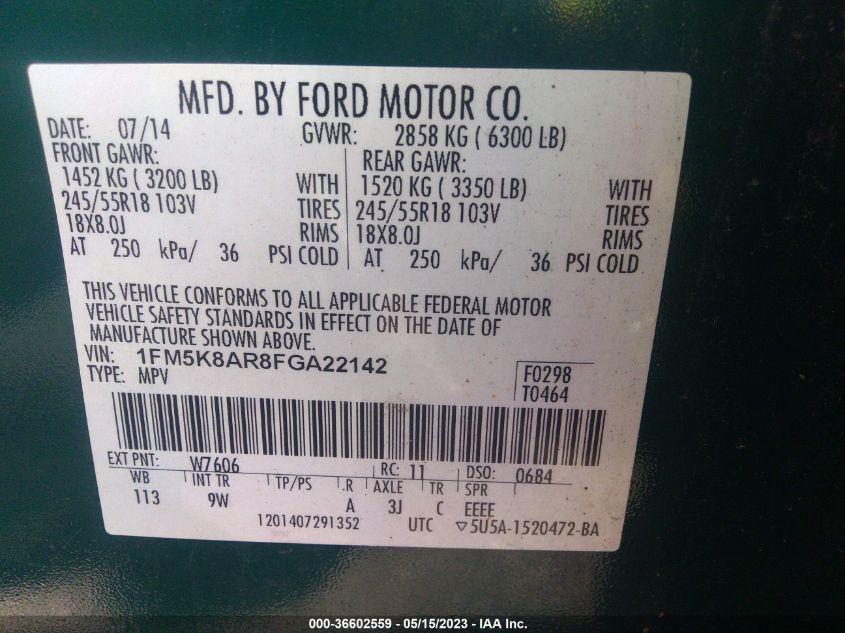 MFD. BY FORD MOTOR CO.
DATE: 07/14 GVWR: 2858 KG ( 6300 LB)
FRONT GAWR: REAR GAWR:
1452 KG ( 3200 LB) WITH 1520 KG ( 3350 LB) WITH
245/55R18 103V TIRES 245/55R18 103V TIRES
18X8.0J RIMS 18X8.0J RIMS
AT 250 kPa/ 36 PSI COLD AT 250 kPa/ 36 PSI COLD
THIS VEHICLE CONFORMS TO ALL APPLICABLE FEDERAL MOTOR
VEHICLE SAFETY STANDARDS IN EFFECT ON THE DATE OF
MANUFACTURE SHOWN ABOVE.
VIN: 1FM5K8AR8FGA22142
TYPE: MPV
F0298
T0464
EXT PNT: W7606 RC: 11 DSO: 0684
WB INT TR TP/PS R AXLE TR SPR
113 9W A 3J C EEEE
1201407291352 UTC ▽5U5A-1520472-BA
000-36602559 - 05/15/2023 - IAA Inc.